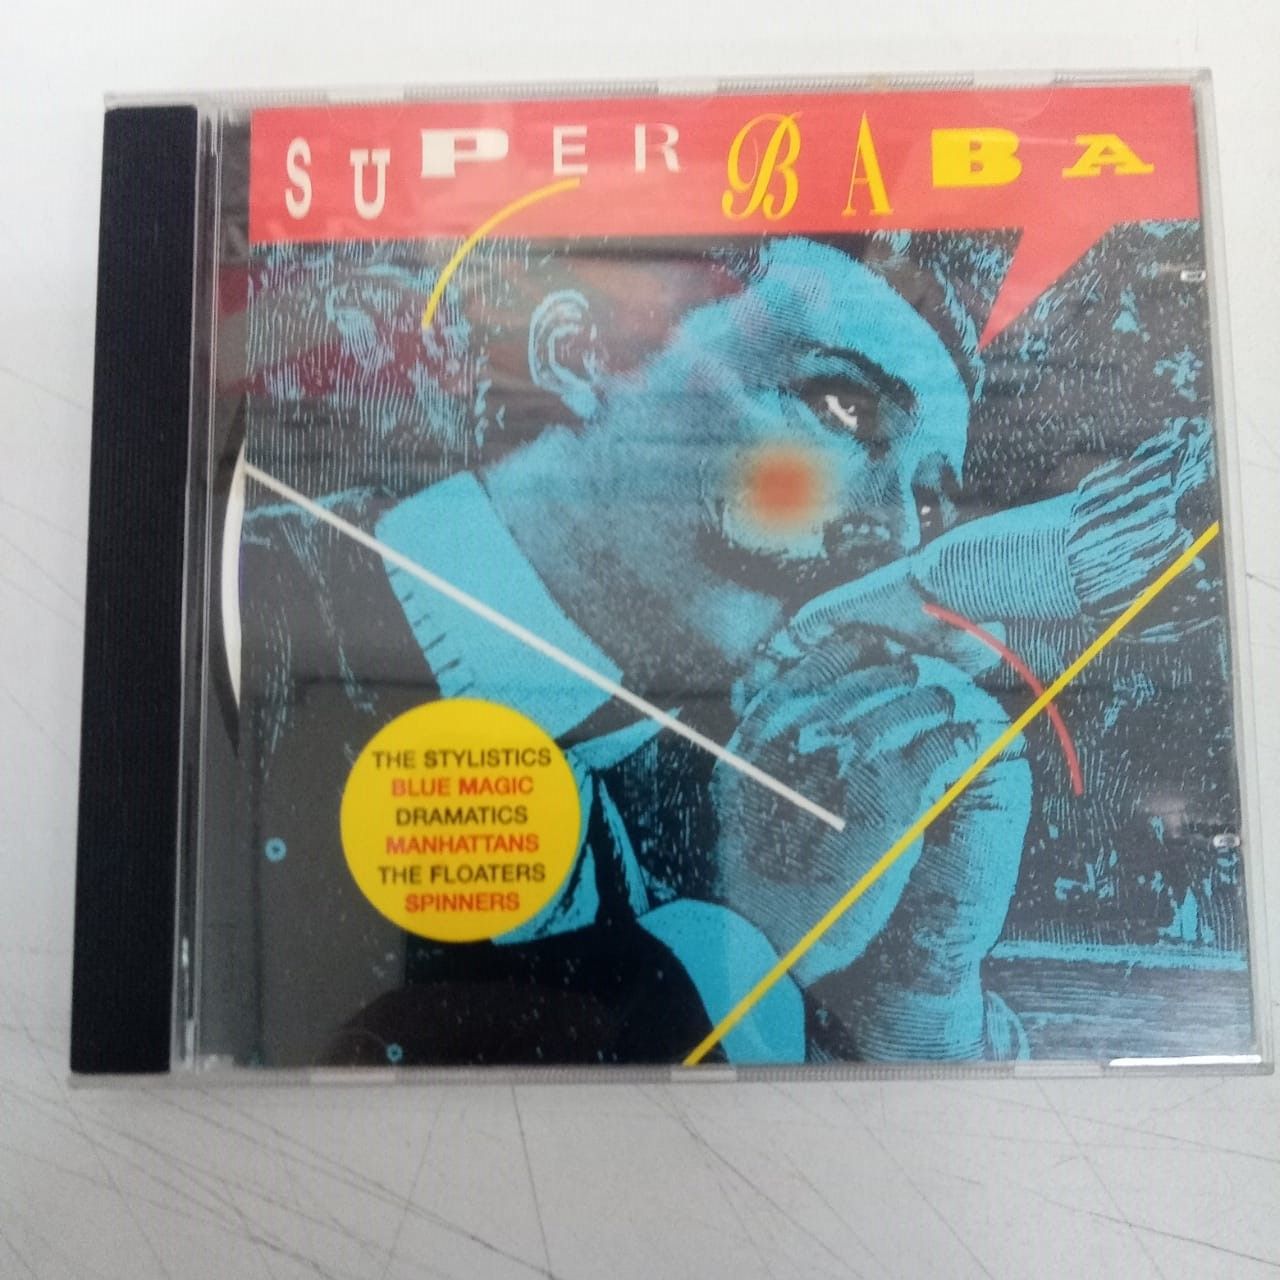 SUPER BABA
THE STYLISTICS
BLUE MAGIC
DRAMATICS
MANHATTANS
THE FLOATERS
SPINNERS